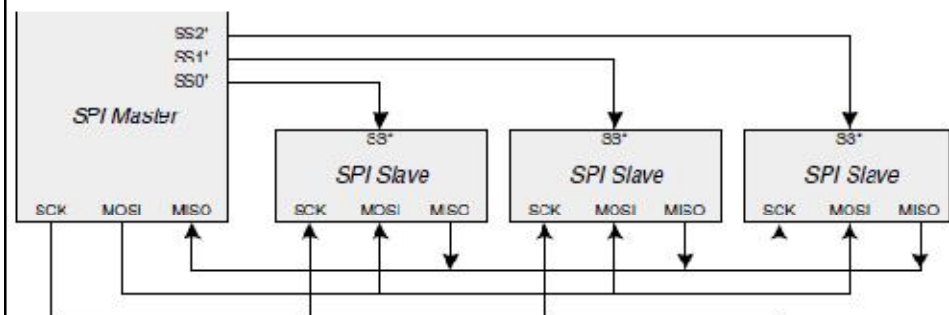 SS2*
SS1*
SS0*
SPI Master
SCK MOSI MISO
SS*
SPI Slave
SCK MOSI MISO
SS*
SPI Slave
SCK MOSI MISO
SS*
SPI Slave
SCK MOSI MISO